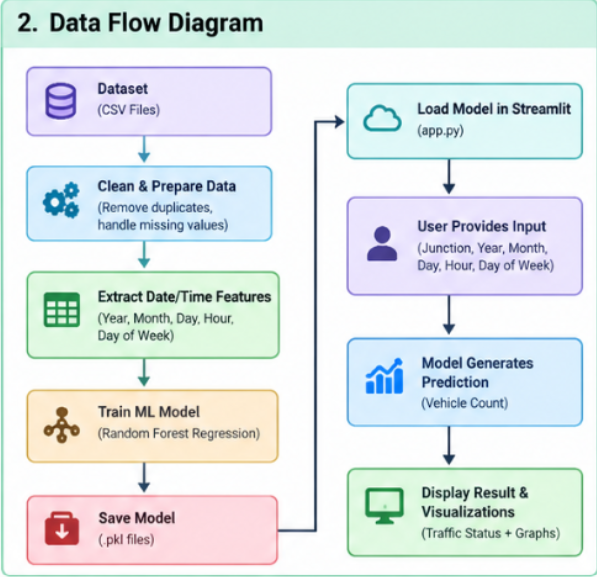 2. Data Flow Diagram
Dataset
(CSV Files)
Clean & Prepare Data
(Remove duplicates,
handle missing values)
Extract Date/Time Features
(Year, Month, Day, Hour,
Day of Week)
Train ML Model
(Random Forest Regression)
Save Model
(.pkl files)
Load Model in Streamlit
(app.py)
User Provides Input
(Junction, Year, Month,
Day, Hour, Day of Week)
Model Generates
Prediction
(Vehicle Count)
Display Result &
Visualizations
(Traffic Status + Graphs)